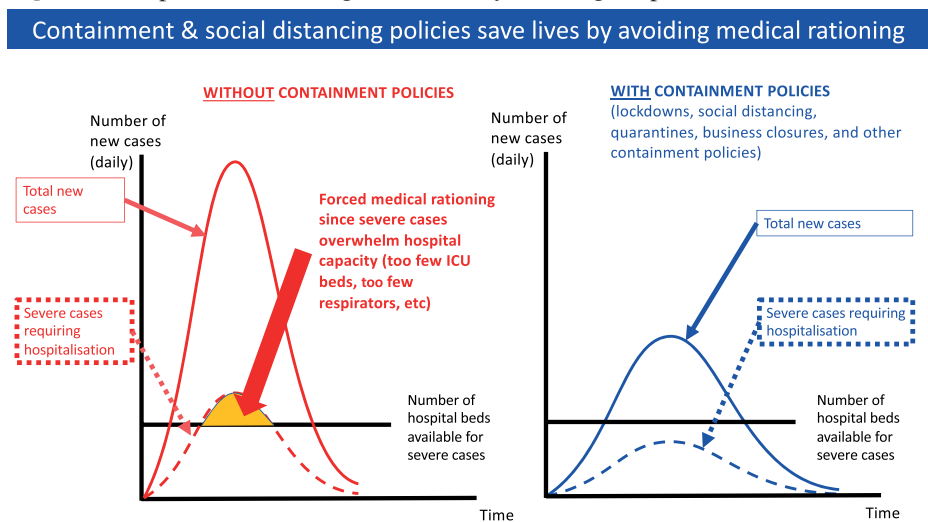 Containment & social distancing policies save lives by avoiding medical rationing
WITHOUT CONTAINMENT POLICIES
Number of
new cases
(daily)
Total new
cases
Forced medical rationing
since severe cases
overwhelm hospital
capacity (too few ICU
beds, too few
respirators, etc)
Severe cases
requiring
hospitalisation
Number of
hospital beds
available for
severe cases
Time
WITH CONTAINMENT POLICIES
(lockdowns, social distancing,
quarantines, business closures, and other
containment policies)
Number of
new cases
(daily)
Total new cases
Severe cases requiring
hospitalisation
Number of
hospital beds
available for
severe cases
Time